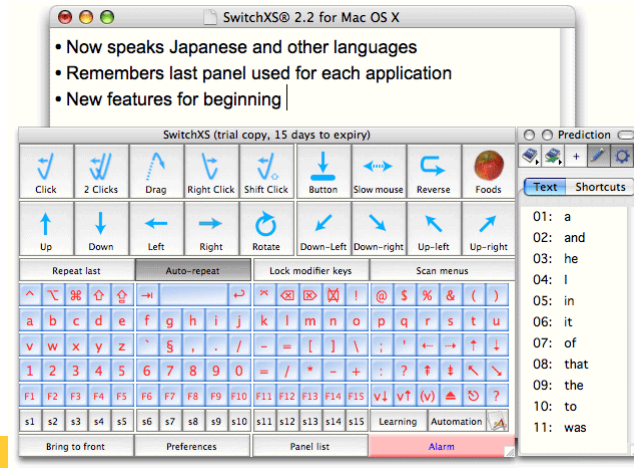 SwitchXS® 2.2 for Mac OS X
• Now speaks Japanese and other languages
• Remembers last panel used for each application
• New features for beginning
SwitchXS (trial copy, 15 days to expiry)
Click 2 Clicks Drag Right Click Shift Click Button Slow mouse Reverse Foods
Up Down Left Right Rotate Down-Left Down-right Up-left Up-right
Repeat last Auto-repeat Lock modifier keys Scan menus
! @ $ % & ( )
a b c d e f g h i j k l m n o p q r s t u
v w x y z ` § , . / - = [ ] \ ; ' ← → ↑ ↓
1 2 3 4 5 6 7 8 9 0 = / * - + : ?
F1 F2 F3 F4 F5 F6 F7 F8 F9 F10 F11 F12 F13 F14 F15 v↓ v↑ (v) ?
s1 s2 s3 s4 s5 s6 s7 s8 s9 s10 s11 s12 s13 s14 s15 Learning Automation
Bring to front Preferences Panel list Alarm
Prediction
Text Shortcuts
01: a
02: and
03: he
04: I
05: in
06: it
07: of
08: that
09: the
10: to
11: was